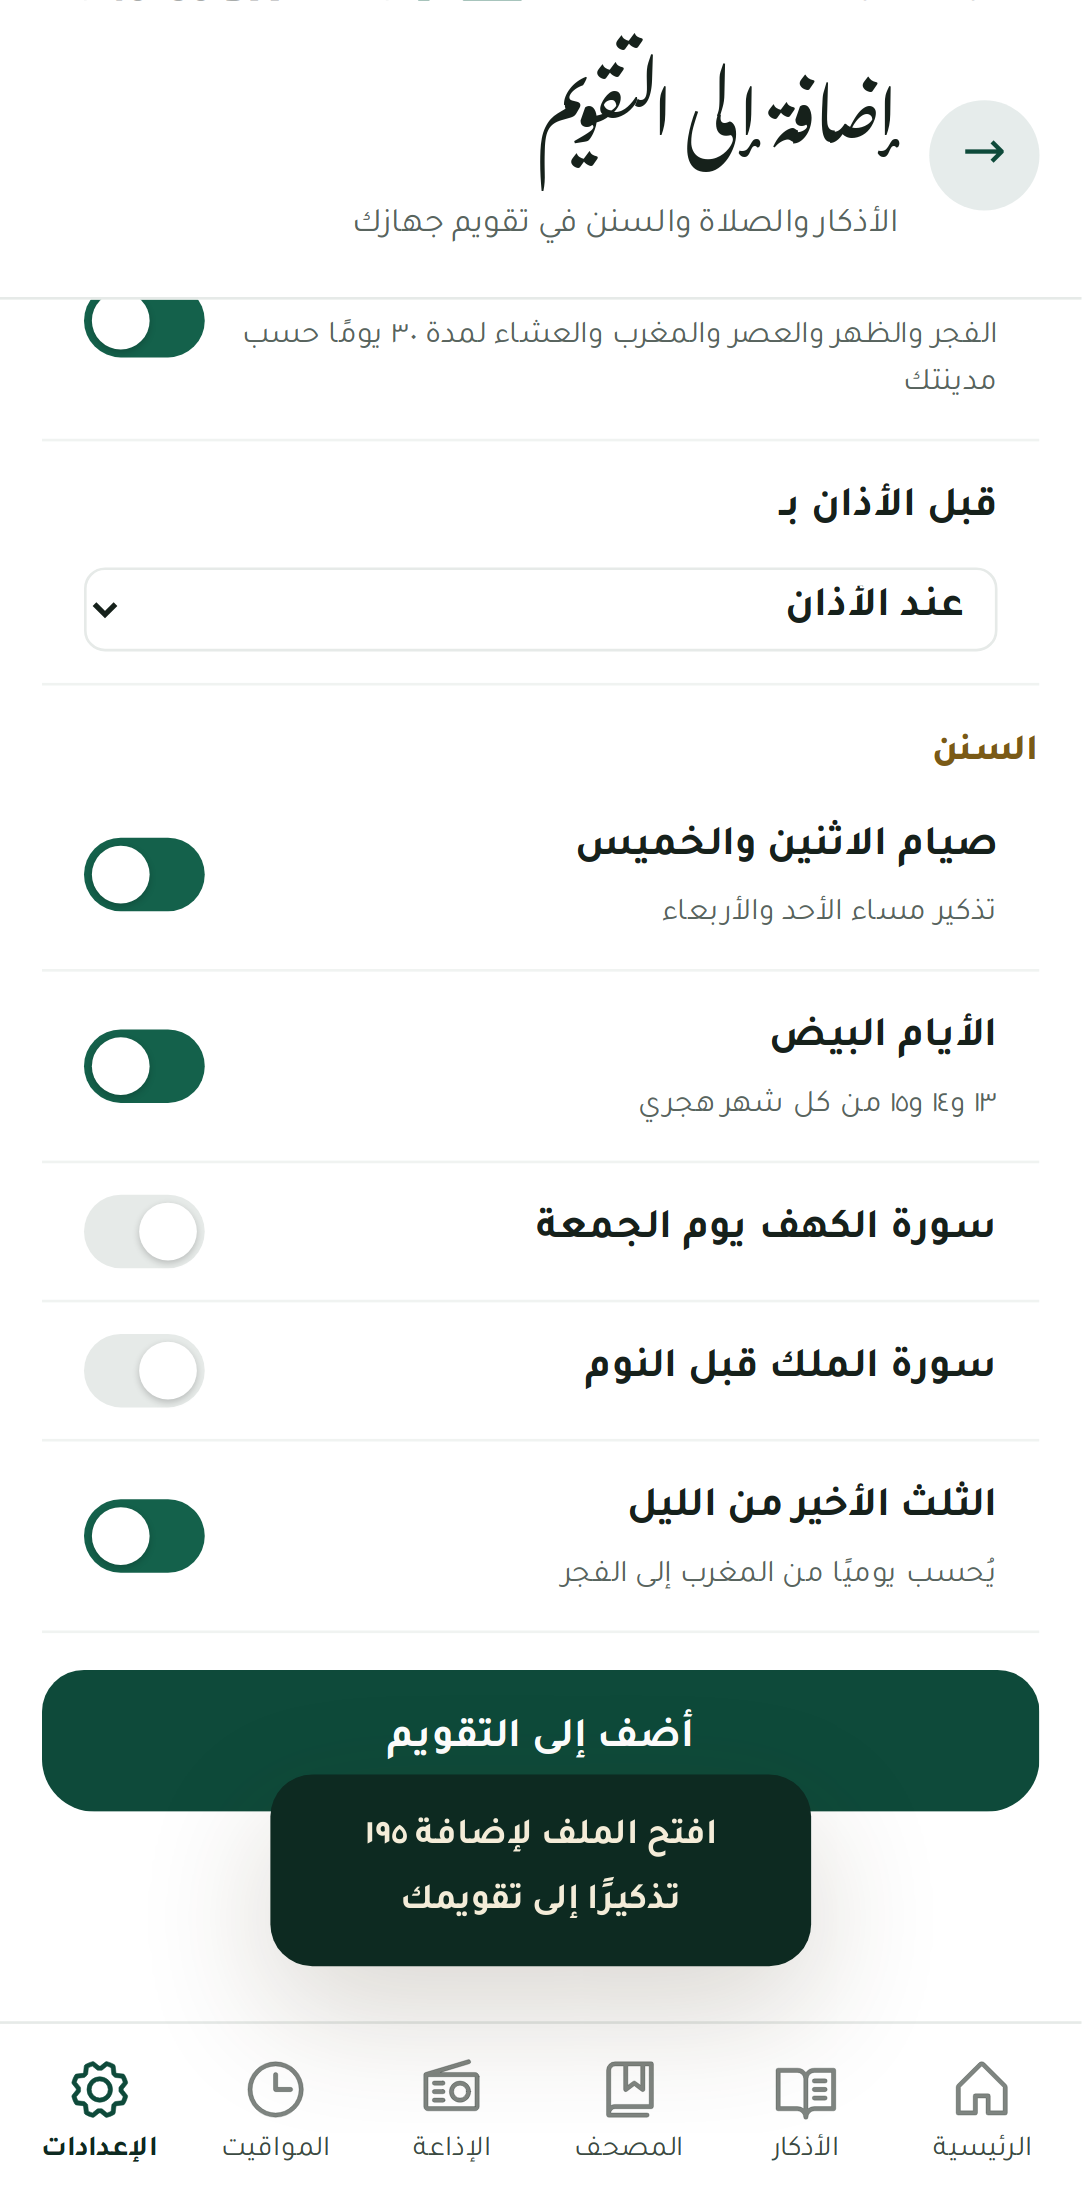 إضافة إلى التقويم
الأذكار والصلاة والسنن في تقويم جهازك
الفجر والظهر والعصر والمغرب والعشاء لمدة ٣٠ يومًا حسب
مدينتك
قبل الأذان بـ
عند الأذان
السنن
صيام الاثنين والخميس
تذكير مساء الأحد والأربعاء
الأيام البيض
١٣ و١٤ و١٥ من كل شهر هجري
سورة الكهف يوم الجمعة
سورة الملك قبل النوم
الثلث الأخير من الليل
يُحسب يوميًا من المغرب إلى الفجر
أضف إلى التقويم
افتح الملف لإضافة ١٩٥
تذكيرًا إلى تقويمك
الرئيسية
الأذكار
المصحف
الإذاعة
المواقيت
الإعدادات